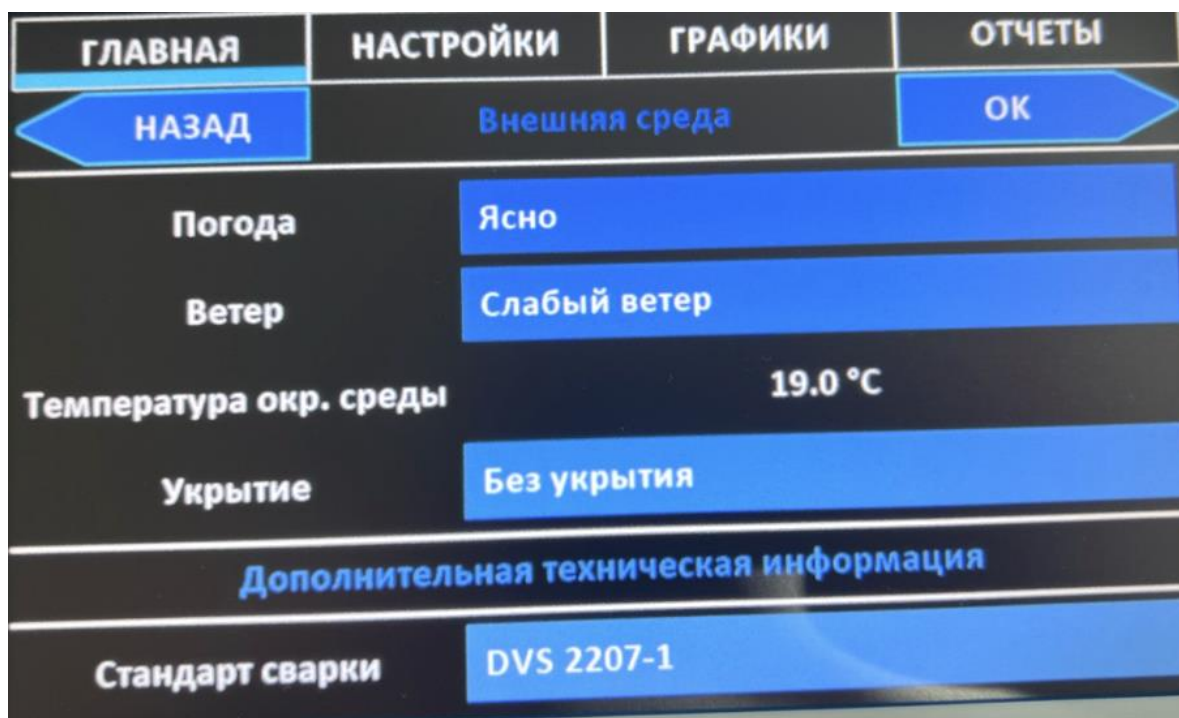 ГЛАВНАЯ НАСТРОЙКИ ГРАФИКИ ОТЧЕТЫ
НАЗАД Внешняя среда ОК
Погода Ясно
Ветер Слабый ветер
Температура окр. среды 19.0 °C
Укрытие Без укрытия
Дополнительная техническая информация
Стандарт сварки DVS 2207-1